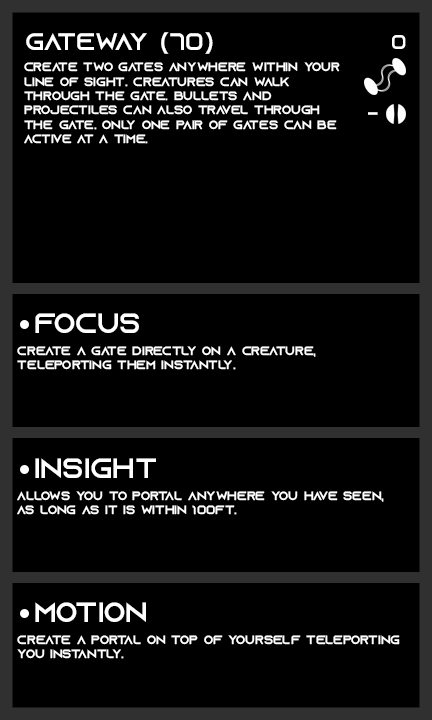 GATEWAY (70)
0
CREATE TWO GATES ANYWHERE WITHIN YOUR
LINE OF SIGHT. CREATURES CAN WALK
THROUGH THE GATE. BULLETS AND
PROJECTILES CAN ALSO TRAVEL THROUGH
THE GATE. ONLY ONE PAIR OF GATES CAN BE
ACTIVE AT A TIME.
-
•FOCUS
CREATE A GATE DIRECTLY ON A CREATURE,
TELEPORTING THEM INSTANTLY.
•INSIGHT
ALLOWS YOU TO PORTAL ANYWHERE YOU HAVE SEEN,
AS LONG AS IT IS WITHIN 100FT.
•MOTION
CREATE A PORTAL ON TOP OF YOURSELF TELEPORTING
YOU INSTANTLY.